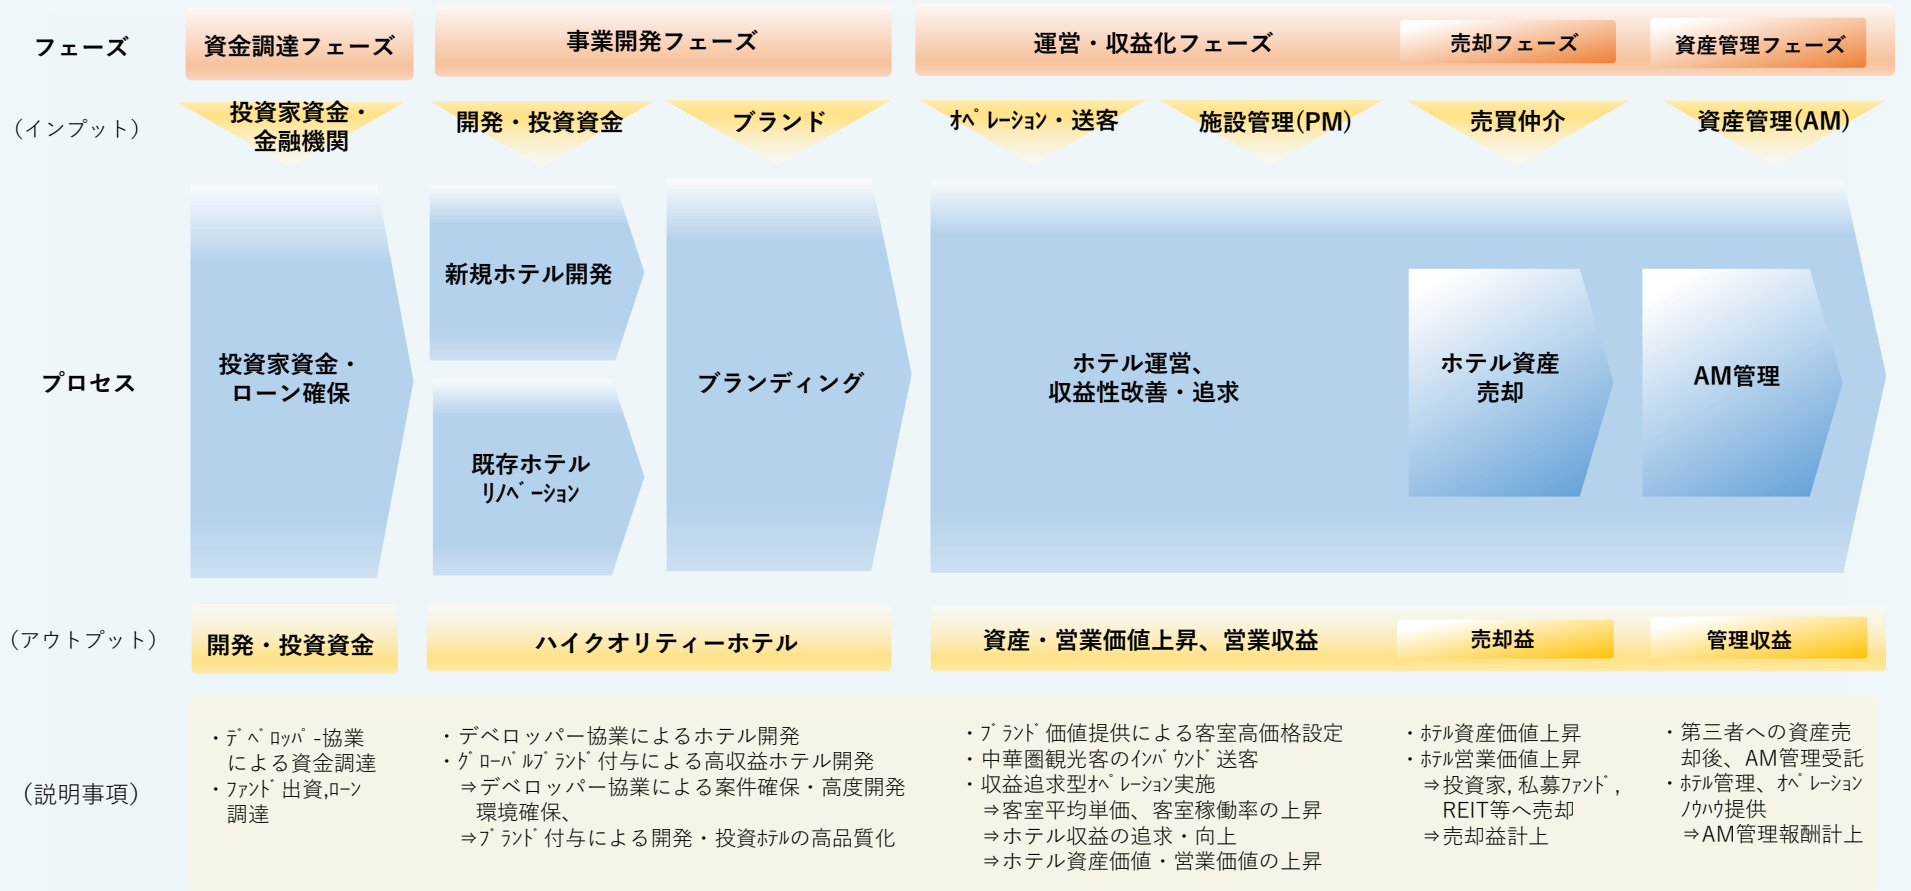 フェーズ
資金調達フェーズ
事業開発フェーズ
運営・収益化フェーズ
売却フェーズ
資産管理フェーズ
（インプット）
投資家資金・
金融機関
開発・投資資金
ブランド
ｵﾍﾟﾚｰｼｮﾝ・送客
施設管理(PM)
売買仲介
資産管理(AM)
プロセス
投資家資金・
ローン確保
新規ホテル開発
既存ホテル
ﾘﾉﾍﾞｰｼｮﾝ
ブランディング
ホテル運営、
収益性改善・追求
ホテル資産
売却
AM管理
（アウトプット）
開発・投資資金
ハイクオリティーホテル
資産・営業価値上昇、営業収益
売却益
管理収益
（説明事項）
・ﾃﾞﾍﾞﾛｯﾊﾟ-協業
による資金調達
・ﾌｧﾝﾄﾞ出資,ﾛｰﾝ
調達
・デベロッパー協業によるホテル開発
・ｸﾞﾛｰﾊﾞﾙﾌﾞﾗﾝﾄﾞ付与による高収益ホテル開発
⇒デベロッパー協業による案件確保・高度開発
環境確保、
⇒ﾌﾞﾗﾝﾄﾞ付与による開発・投資ﾎﾃﾙの高品質化
・ﾌﾞﾗﾝﾄﾞ価値提供による客室高価格設定
・中華圏観光客のｲﾝﾊﾞｳﾝﾄﾞ送客
・収益追求型ｵﾍﾟﾚｰｼｮﾝ実施
⇒客室平均単価、客室稼働率の上昇
⇒ホテル収益の追求・向上
⇒ホテル資産価値・営業価値の上昇
・ﾎﾃﾙ資産価値上昇
・ﾎﾃﾙ営業価値上昇
⇒投資家,私募ﾌｧﾝﾄﾞ,
REIT等へ売却
⇒売却益計上
・第三者への資産売
却後、AM管理受託
・ﾎﾃﾙ管理、ｵﾍﾟﾚｰｼｮﾝ
ﾉｳﾊｳ提供
⇒AM管理報酬計上